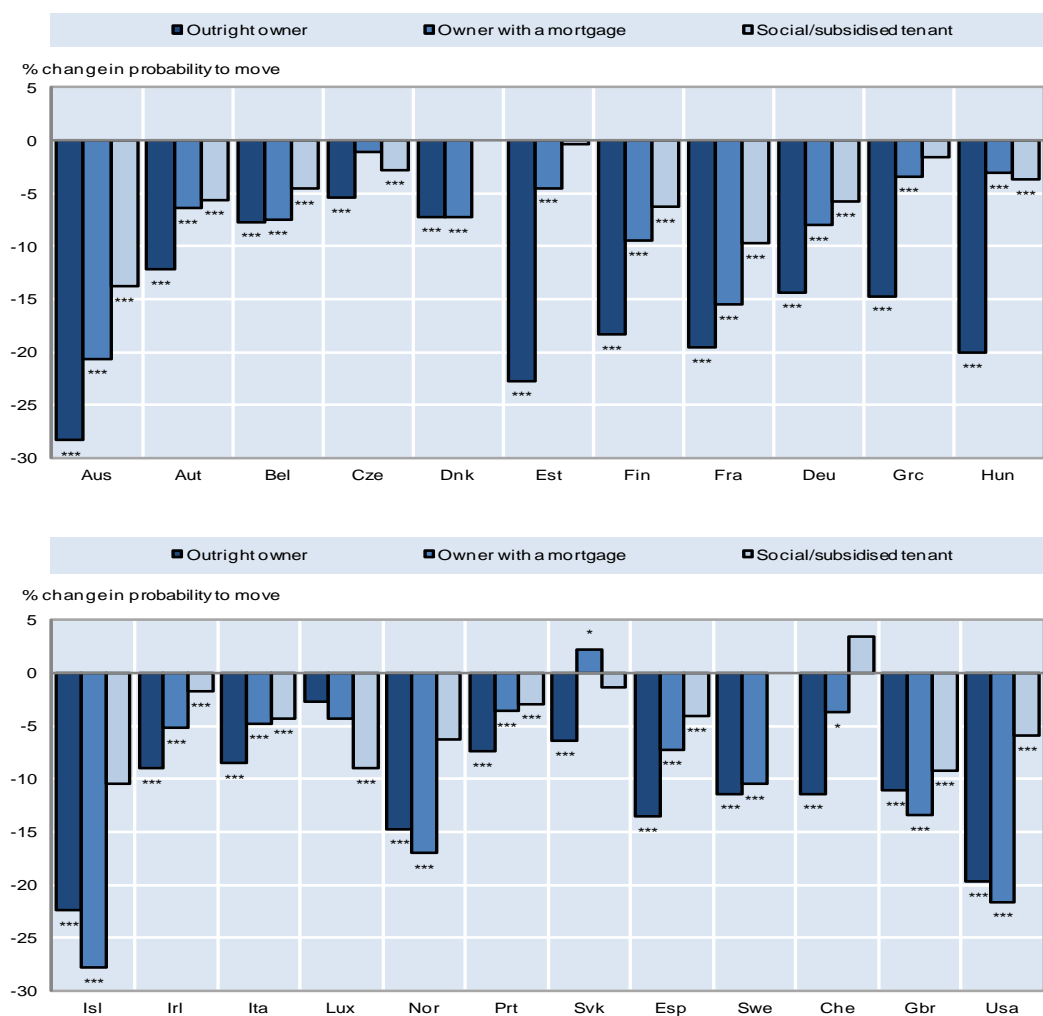 Outright owner Owner with a mortgage Social/subsidised tenant
% change in probability to move
5
0
*** *** *** *** *** *** *** *** *** *** *** *** *** *** *** *** *** *** *** *** *** *** *** *** *** *** *** ***
-5
-10
-15
-20
-25
-30
Aus Aut Bel Cze Dnk Est Fin Fra Deu Grc Hun
Outright owner Owner with a mortgage Social/subsidised tenant
% change in probability to move
5
*
0
*** *** *** *** *** *** *** *** *** *** *** *** *** * *** *** *** *** *** *** *** *** *** *** *** *** ***
-5
-10
-15
-20
-25
-30
Isl Irl Ita Lux Nor Prt Svk Esp Swe Che Gbr Usa